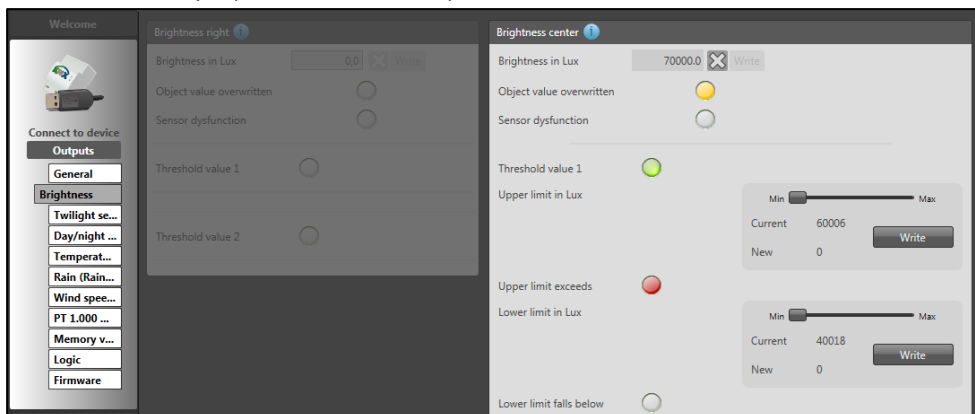 Welcome
Connect to device
Outputs
General
Brightness
Twilight se...
Day/night ...
Temperat...
Rain (Rain...
Wind spee...
PT 1.000 ...
Memory v...
Logic
Firmware
Brightness right i
Brightness in Lux 0,0 Write
Object value overwritten
Sensor dysfunction
Threshold value 1
Threshold value 2
Brightness center i
Brightness in Lux 70000.0 Write
Object value overwritten
Sensor dysfunction
Threshold value 1
Upper limit in Lux
Min Max
Current 60006
Write
New 0
Upper limit exceeds
Lower limit in Lux
Min Max
Current 40018
Write
New 0
Lower limit falls below